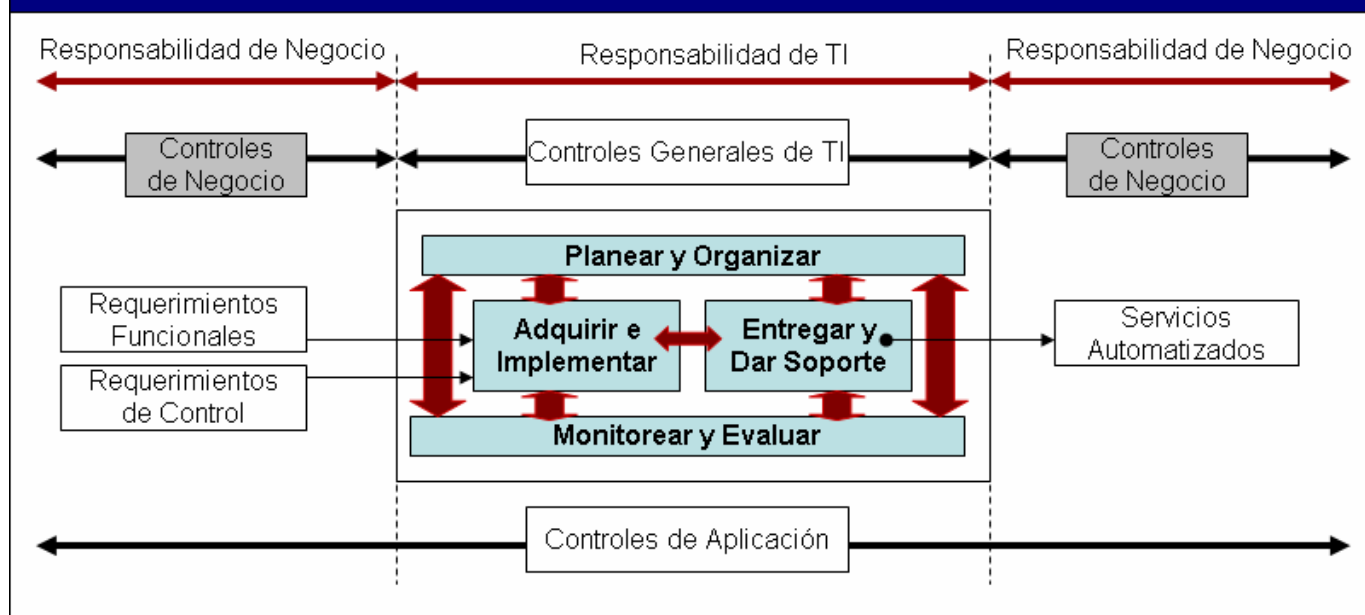 Responsabilidad de Negocio
Responsabilidad de TI
Responsabilidad de Negocio
Controles
de Negocio
Controles Generales de TI
Controles
de Negocio
Planear y Organizar
Requerimientos
Funcionales
Adquirir e
Implementar
Entregar y
Dar Soporte
Servicios
Automatizados
Requerimientos
de Control
Monitorear y Evaluar
Controles de Aplicación